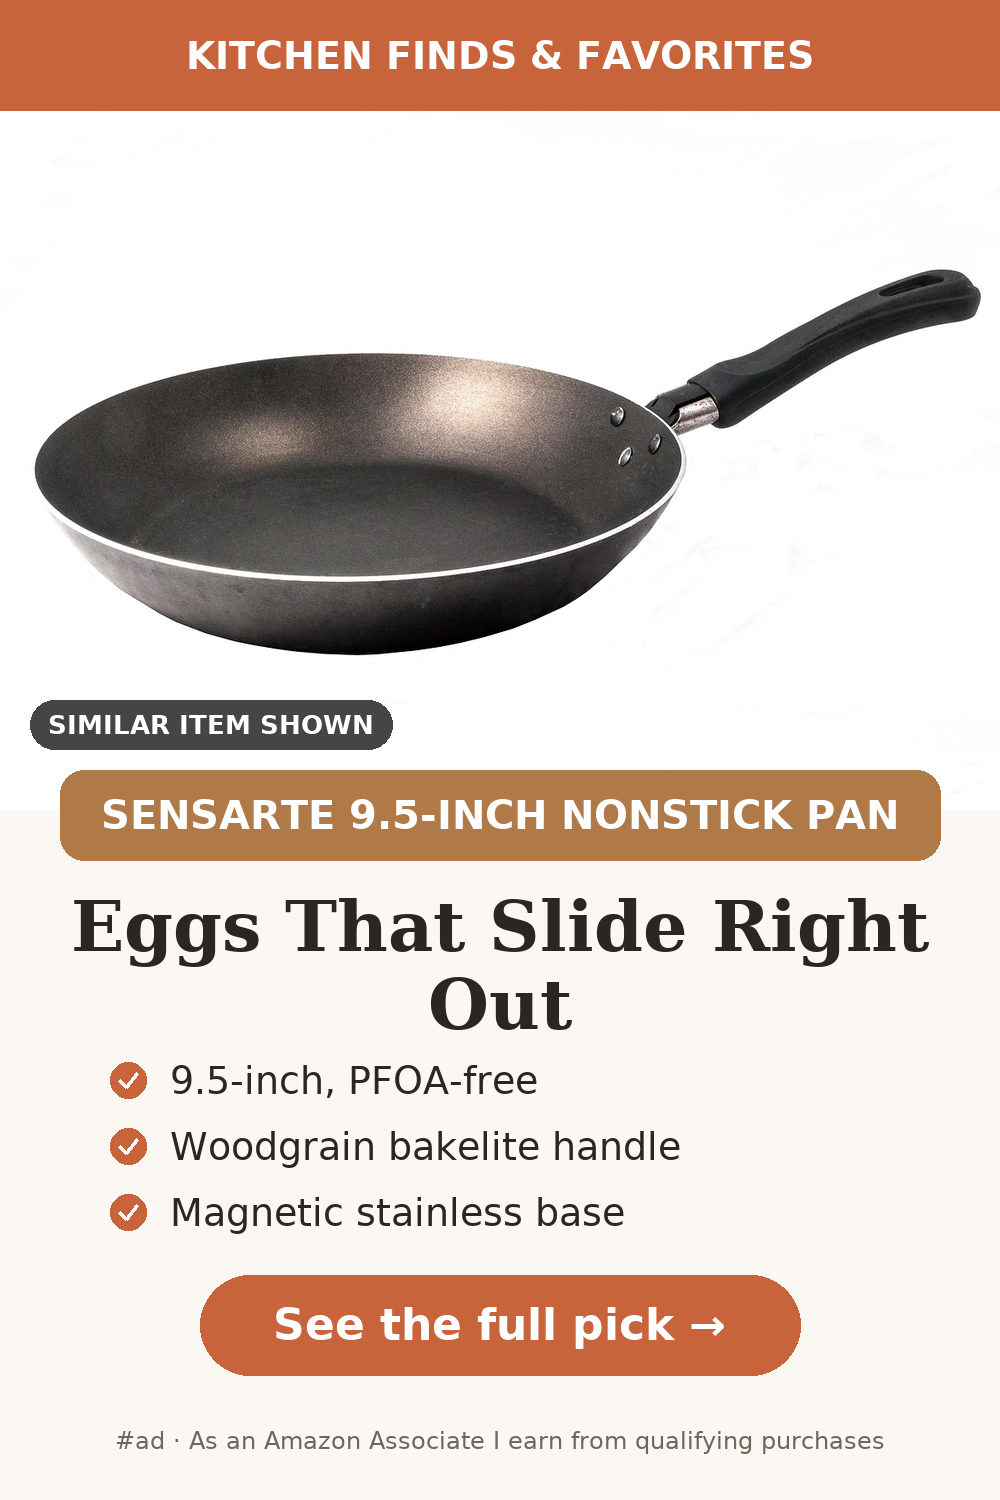 KITCHEN FINDS & FAVORITES
SIMILAR ITEM SHOWN
SENSARTE 9.5-INCH NONSTICK PAN
Eggs That Slide Right
Out
9.5-inch, PFOA-free
Woodgrain bakelite handle
Magnetic stainless base
See the full pick →
#ad · As an Amazon Associate I earn from qualifying purchases